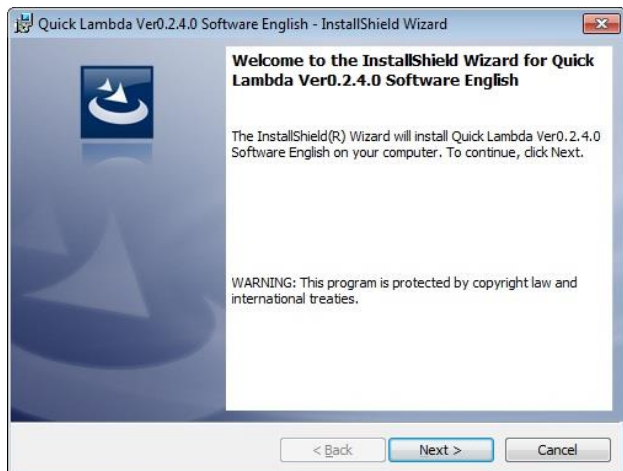 Quick Lambda Ver0.2.4.0 Software English - InstallShield Wizard
Welcome to the InstallShield Wizard for Quick
Lambda Ver0.2.4.0 Software English
The InstallShield(R) Wizard will install Quick Lambda Ver0.2.4.0
Software English on your computer. To continue, click Next.
WARNING: This program is protected by copyright law and
international treaties.
< Back Next > Cancel